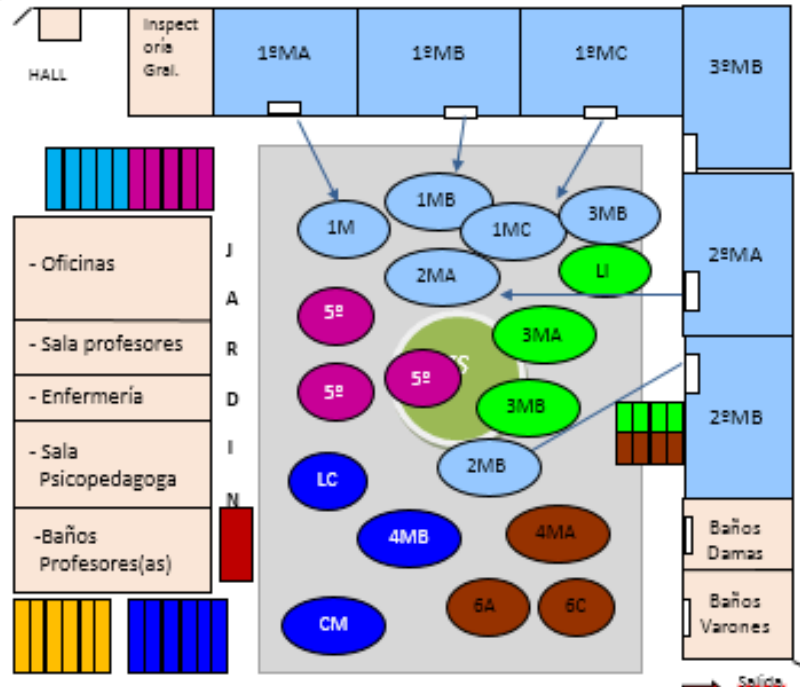 HALL
Inspect
oría
Gral.
1ºMA
1ºMB
1ºMC
3ºMB
2ºMA
2ºMB
- Oficinas
- Sala profesores
- Enfermería
- Sala
Psicopedagoga
-Baños
Profesores(as)
J
A
R
D
I
N
1M
1MB
1MC
3MB
2MA
LI
5º
3MA
5º
5º
3MB
2MB
LC
4MB
4MA
6A
6C
CM
Baños
Damas
Baños
Varones
Salida